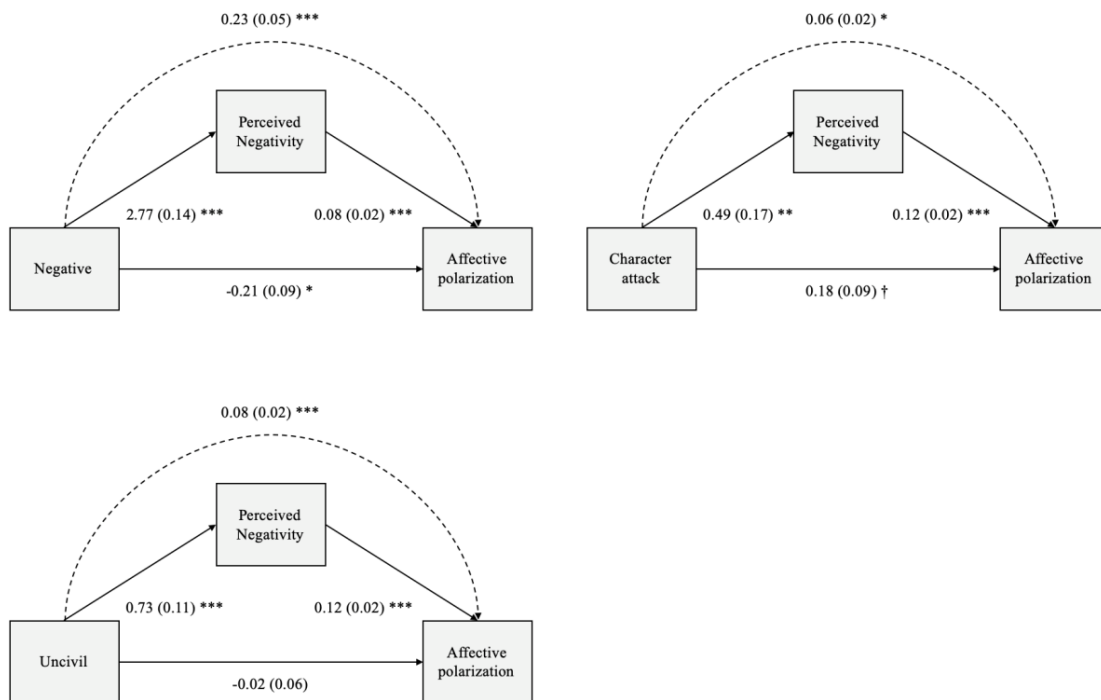 0.23 (0.05) ***
Perceived
Negativity
2.77 (0.14) ***
0.08 (0.02) ***
Negative
Affective
polarization
-0.21 (0.09) *
0.06 (0.02) *
Perceived
Negativity
0.49 (0.17) **
0.12 (0.02) ***
Character
attack
Affective
polarization
0.18 (0.09) †
0.08 (0.02) ***
Perceived
Negativity
0.73 (0.11) ***
0.12 (0.02) ***
Uncivil
Affective
polarization
-0.02 (0.06)